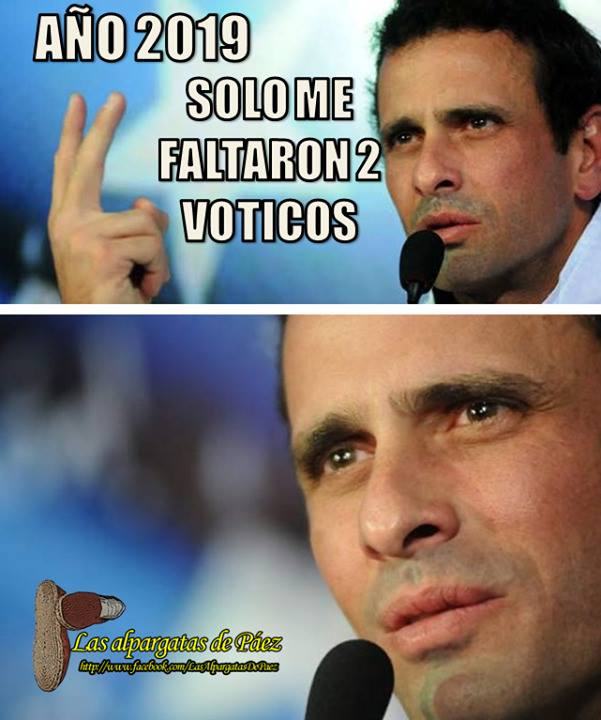 AÑO 2019
SOLO ME
FALTARON 2
VOTICOS
Las alpargatas de Páez
http://www.facebook.com/LasAlpargatasDePaez